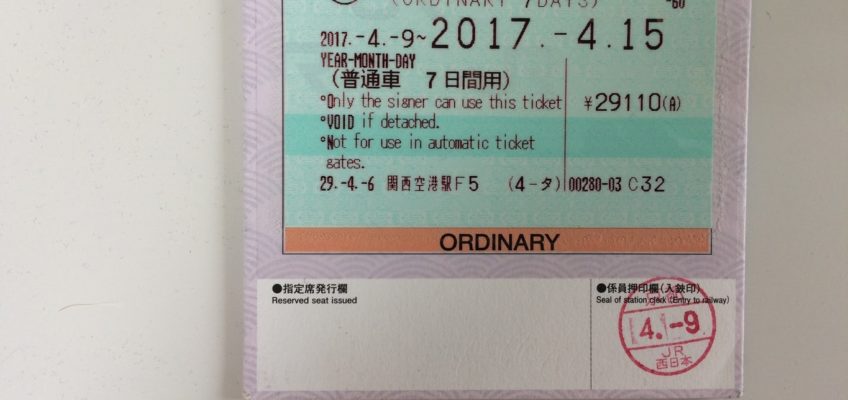 (ORDINARY 7DAYS)
-60
2017.-4.-9~2017.-4.15
YEAR-MONTH-DAY
(普通車 7日間用)
°Only the signer can use this ticket ¥29110(A)
°VOID if detached.
°Not for use in automatic ticket
gates.
29.-4.-6 関西空港駅F5 (4-タ) 00280-03 C32
ORDINARY
●指定席発行欄
Reserved seat issued
●係員押印欄(入鋏印)
Seal of station clerk (Entry to railway)
4.-9
JR
西日本